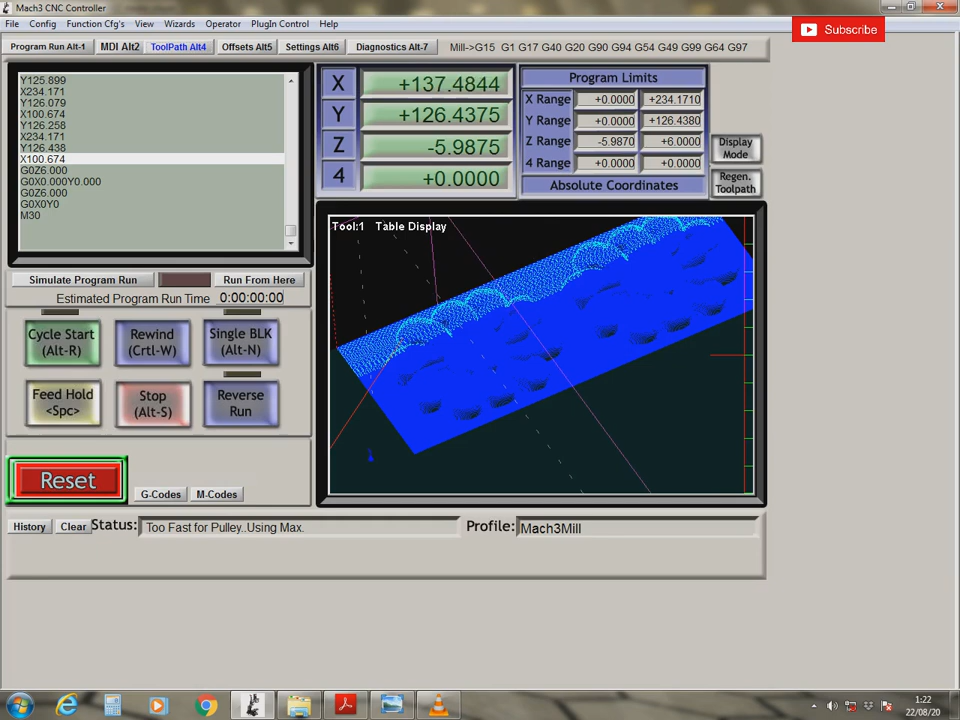 Mach3 CNC Controller
File Config Function Cfg's View Wizards Operator PlugIn Control Help
Subscribe
Program Run Alt-1 MDI Alt2 ToolPath Alt4 Offsets Alt5 Settings Alt6 Diagnostics Alt-7 Mill->G15 G1 G17 G40 G20 G90 G94 G54 G49 G99 G64 G97
Y125.899
X234.171
Y126.079
X100.674
Y126.258
X234.171
Y126.438
X100.674
G0Z6.000
G0X0.000Y0.000
G0Z6.000
G0X0Y0
M30
X +137.4844
Y +126.4375
Z -5.9875
4 +0.0000
Program Limits
X Range +0.0000 +234.1710
Y Range +0.0000 +126.4380
Z Range -5.9870 +6.0000
4 Range +0.0000 +0.0000
Absolute Coordinates
Display
Mode
Regen.
Toolpath
Tool:1 Table Display
Simulate Program Run Run From Here
Estimated Program Run Time 0:00:00:00
Cycle Start
(Alt-R)
Rewind
(Crtl-W)
Single BLK
(Alt-N)
Feed Hold
<Spc>
Stop
(Alt-S)
Reverse
Run
Reset
G-Codes M-Codes
History Clear Status: Too Fast for Pulley..Using Max. Profile: Mach3Mill
1:22
22/08/20